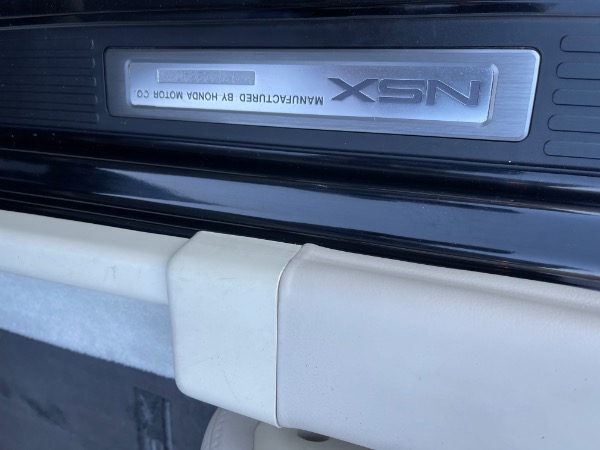 NSX
MANUFACTURED BY HONDA MOTOR CO.